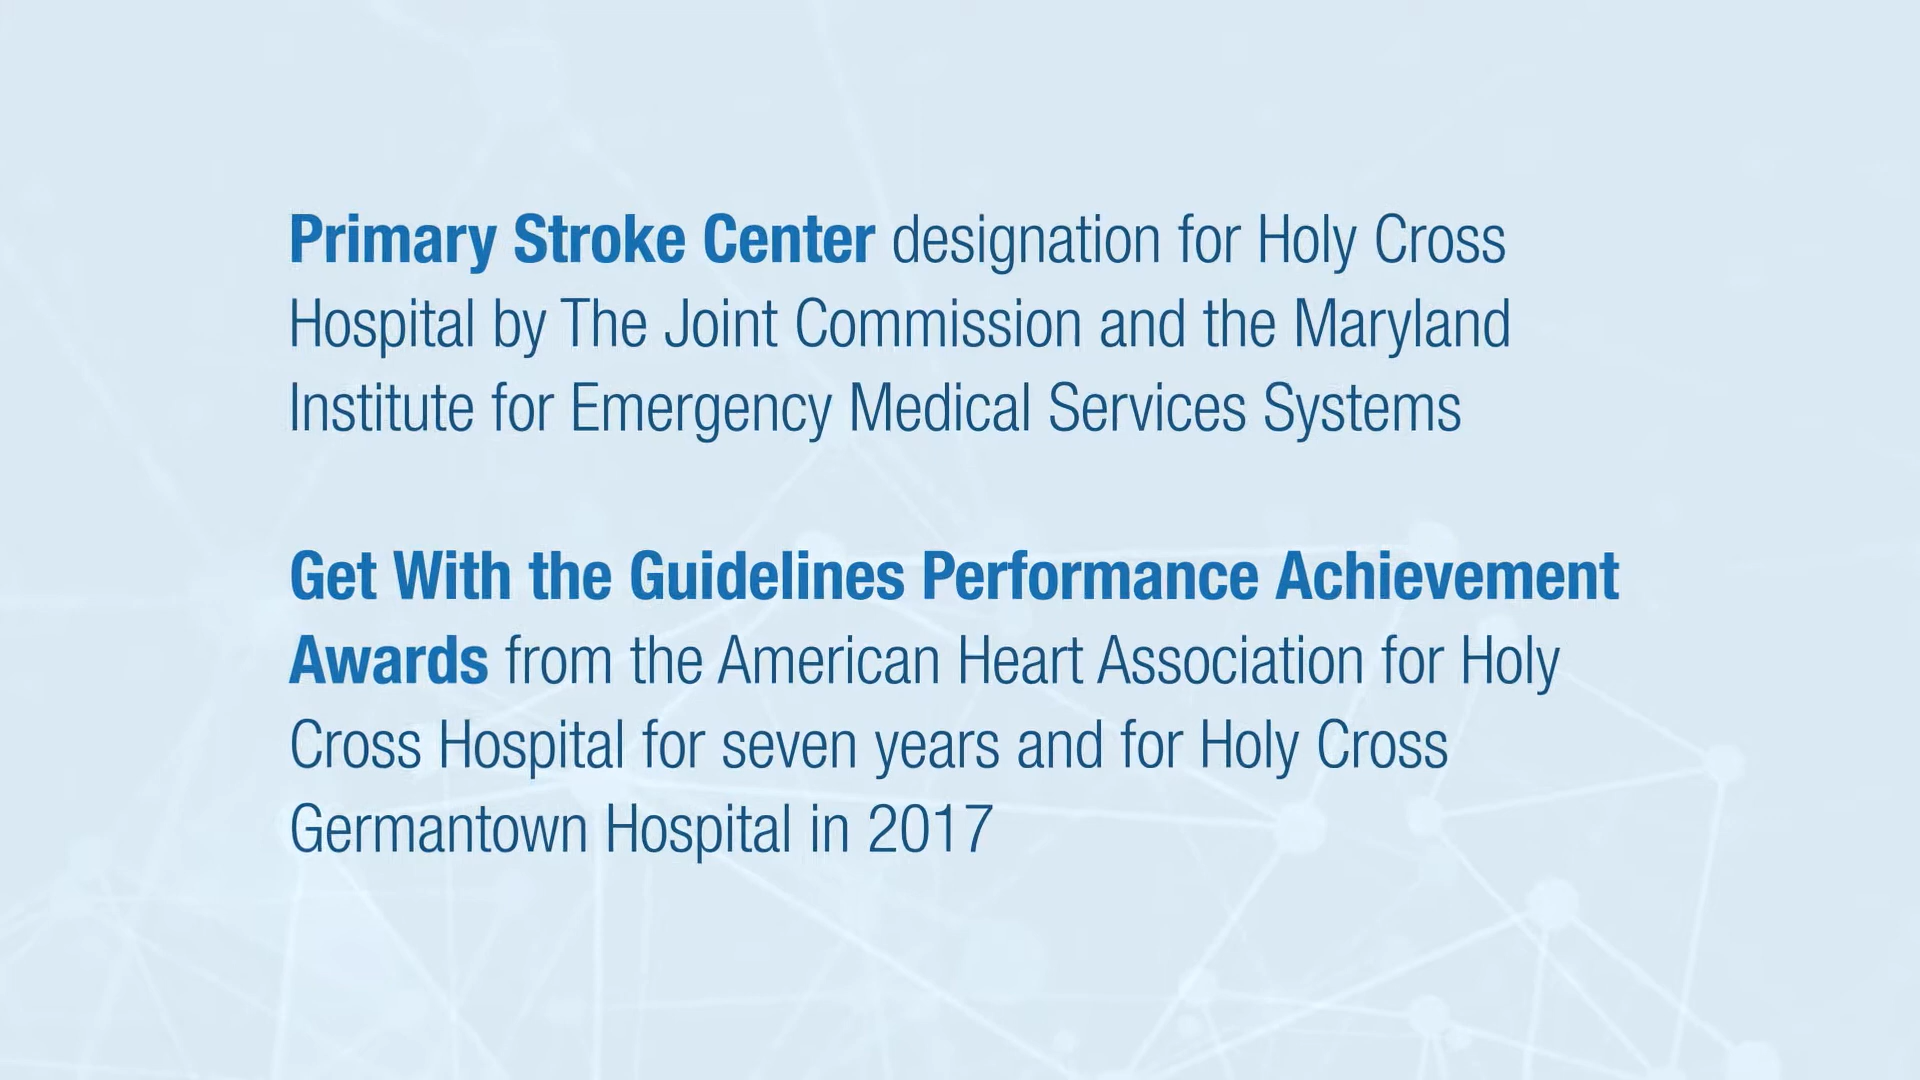 Primary Stroke Center designation for Holy Cross
Hospital by The Joint Commission and the Maryland
Institute for Emergency Medical Services Systems
Get With the Guidelines Performance Achievement
Awards from the American Heart Association for Holy
Cross Hospital for seven years and for Holy Cross
Germantown Hospital in 2017